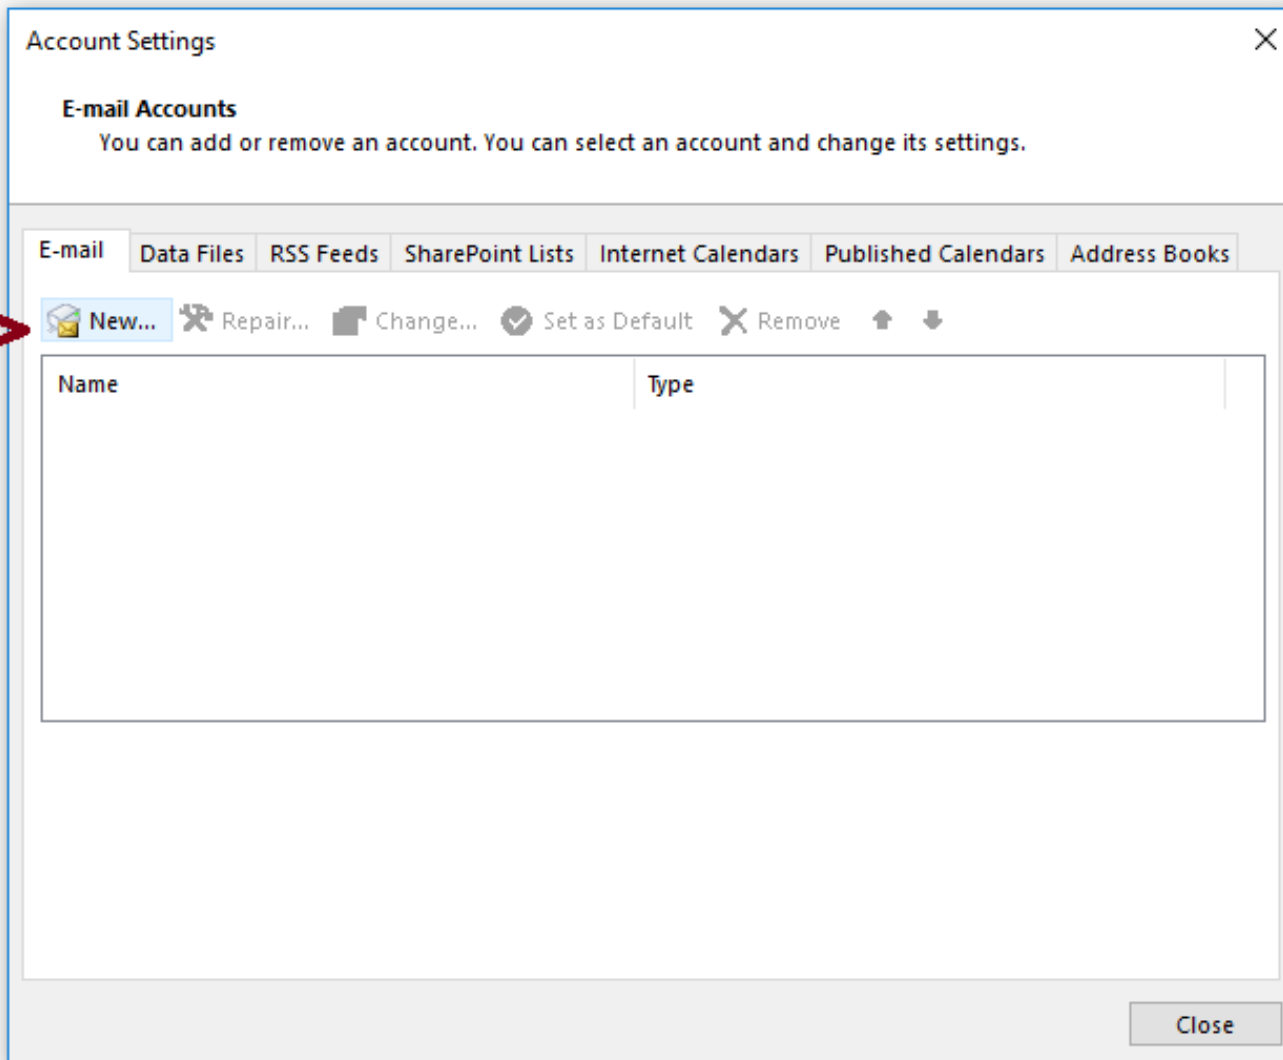 Account Settings
E-mail Accounts
You can add or remove an account. You can select an account and change its settings.
E-mail Data Files RSS Feeds SharePoint Lists Internet Calendars Published Calendars Address Books
New... Repair... Change... Set as Default Remove
Name Type
Close